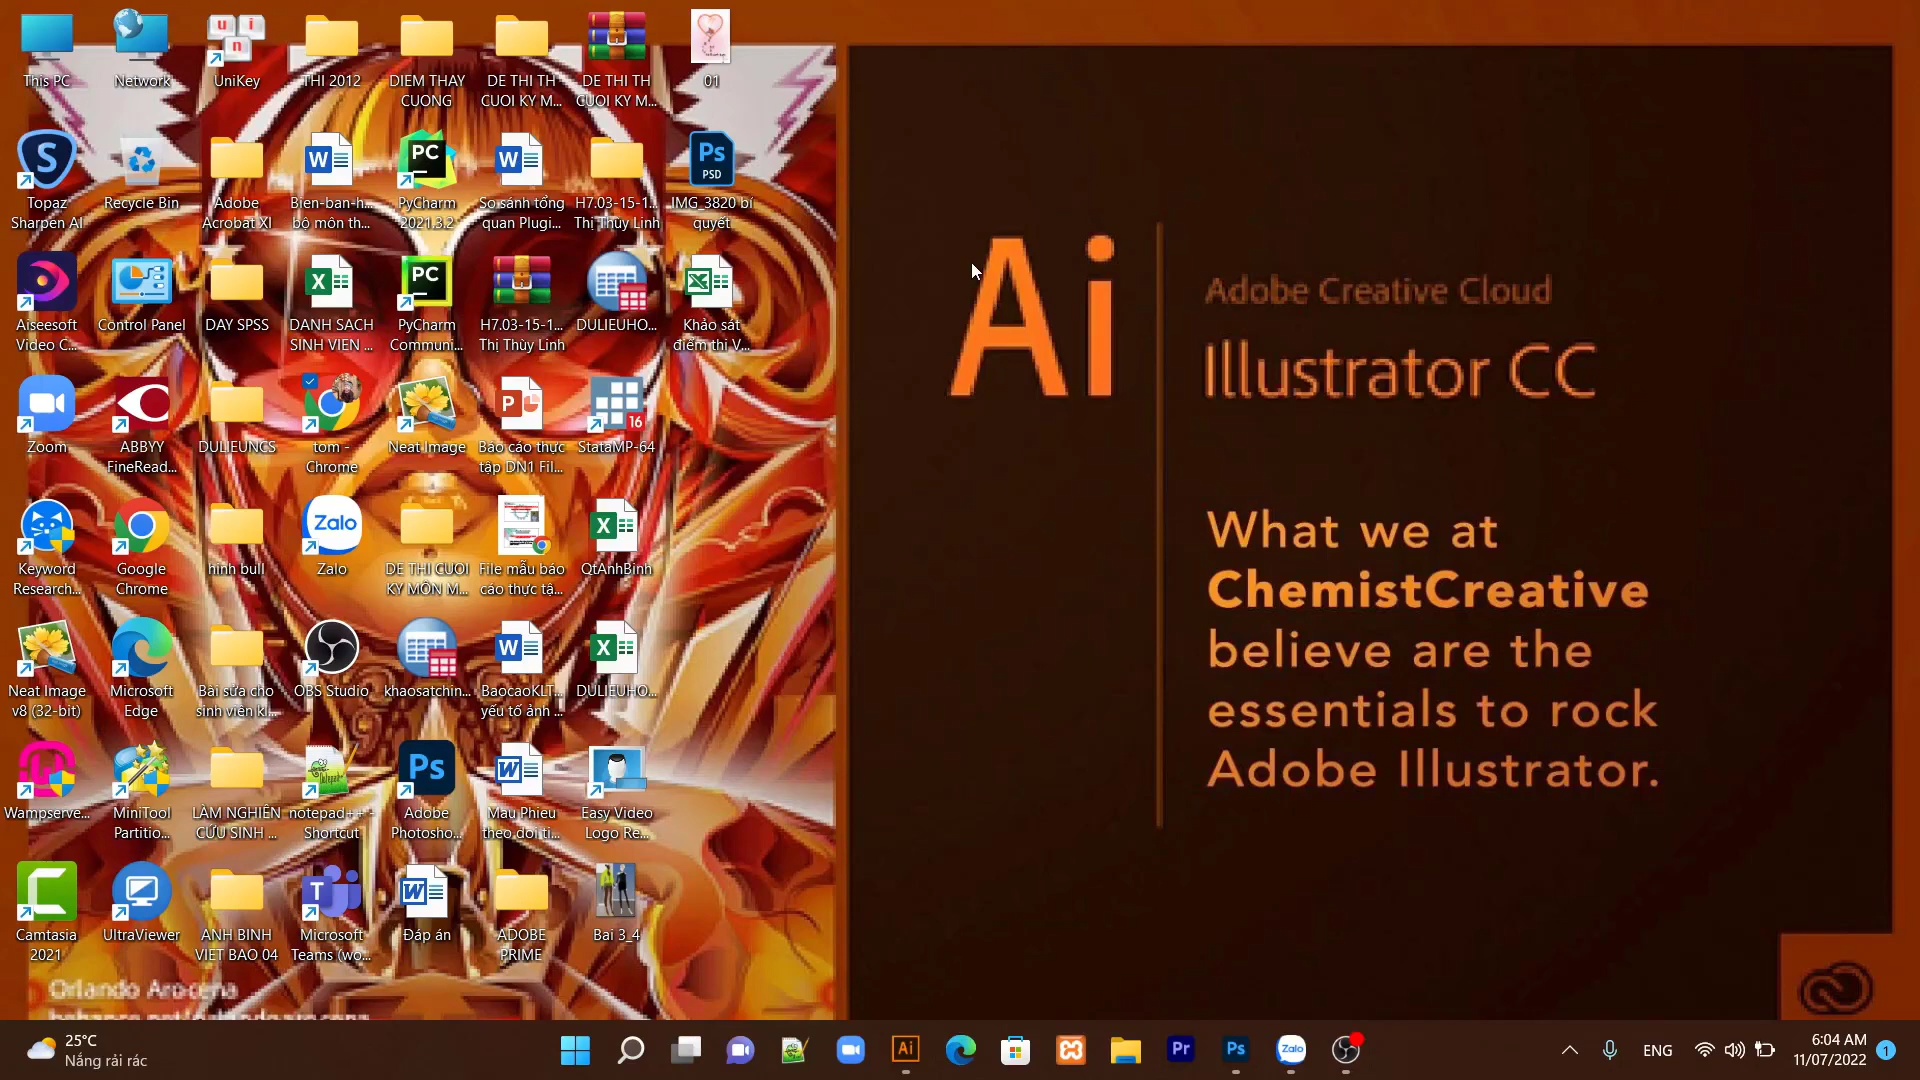 This PC
Network
UniKey
THI 2012
DIEM THAY
CUONG
DE THI TH
CUOI KY M...
DE THI TH
CUOI KY M...
01
Topaz
Sharpen AI
Recycle Bin
Adobe
Acrobat XI
Bien-ban-h...
bộ môn th...
PyCharm
2021.3.2
So sánh tổng
quan Plugi...
H7.03-15-1...
Thị Thùy Linh
IMG_3820 bí
quyết
Aiseesoft
Video C...
Control Panel
DAY SPSS
DANH SACH
SINH VIEN ...
PyCharm
Communi...
H7.03-15-1...
Thị Thùy Linh
DULIEUHO...
Khảo sát
điểm thi V...
Zoom
ABBYY
FineRead...
DULIEUNCS
tom -
Chrome
Neat Image
Báo cáo thực
tập DN1 Fil...
StataMP-64
Keyword
Research...
Google
Chrome
hinh bull
Zalo
DE THI CUOI
KY MÔN M...
File mẫu báo
cáo thực tậ...
QtAnhBinh
Neat Image
v8 (32-bit)
Microsoft
Edge
Bài sửa cho
sinh viên kl...
OBS Studio
khaosatchin...
BaocaoKLT...
yếu tố ảnh ...
DULIEUHO...
Wampserve...
MiniTool
Partitio...
LÀM NGHIÊN
CỨU SINH ...
notepad++ -
Shortcut
Adobe
Photosho...
Mau Phieu
theo doi ti...
Easy Video
Logo Re...
Camtasia
2021
UltraViewer
ANH BINH
VIET BAO 04
Microsoft
Teams (wo...
Đáp án
ADOBE
PRIME
Bai 3_4
Orlando Arocena
Ai
Adobe Creative Cloud
Illustrator CC
What we at
ChemistCreative
believe are the
essentials to rock
Adobe Illustrator.
25°C
Nắng rải rác
ENG
6:04 AM
11/07/2022
1